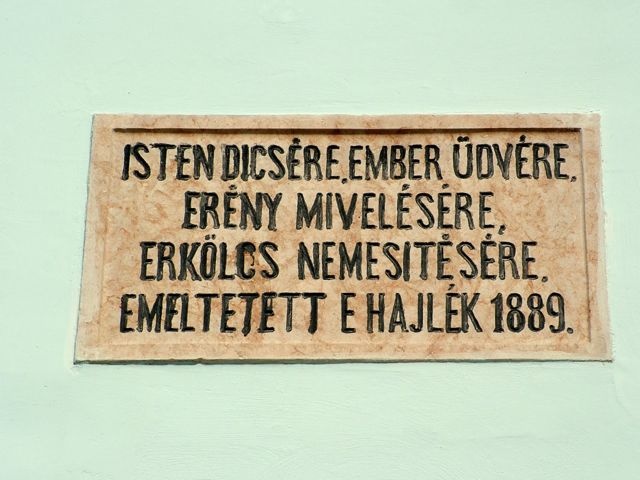 ISTEN DICSÉRE, EMBER ÜDVÉRE,
ERÉNY MIVELÉSÉRE,
ERKÖLCS NEMESITÉSÉRE,
EMELTETETT E HAJLÉK 1889.